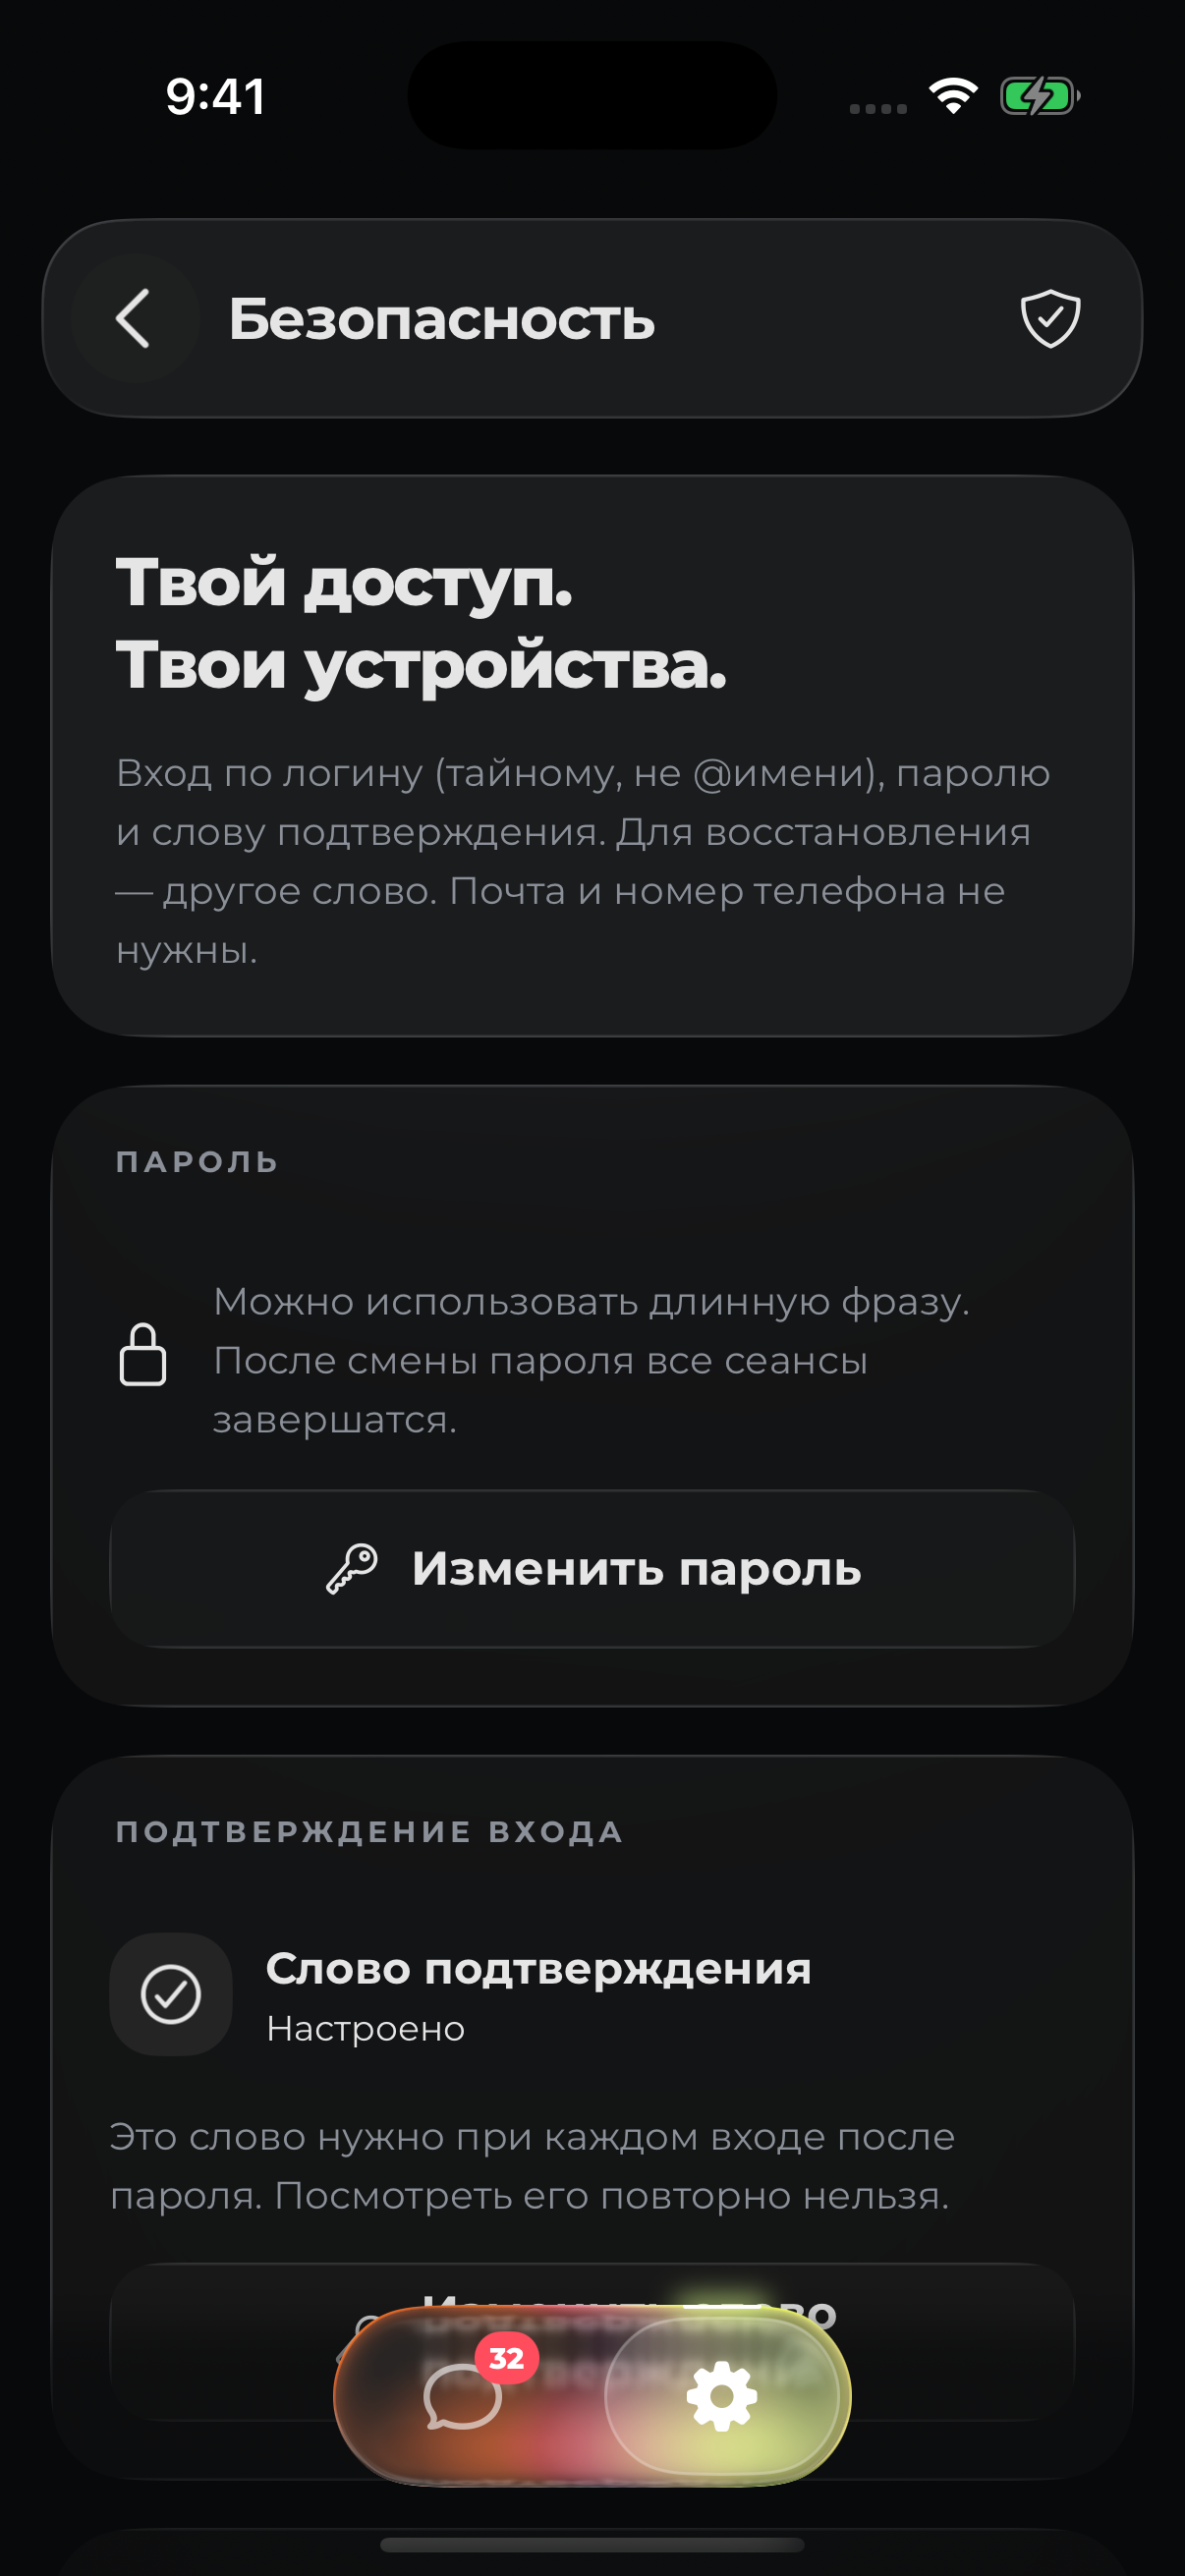 9:41
Безопасность
Твой доступ.
Твои устройства.
Вход по логину (тайному, не @имени), паролю
и слову подтверждения. Для восстановления
— другое слово. Почта и номер телефона не
нужны.
ПАРОЛЬ
Можно использовать длинную фразу.
После смены пароля все сеансы
завершатся.
Изменить пароль
ПОДТВЕРЖДЕНИЕ ВХОДА
Слово подтверждения
Настроено
Это слово нужно при каждом входе после
пароля. Посмотреть его повторно нельзя.
Изменить слово
32